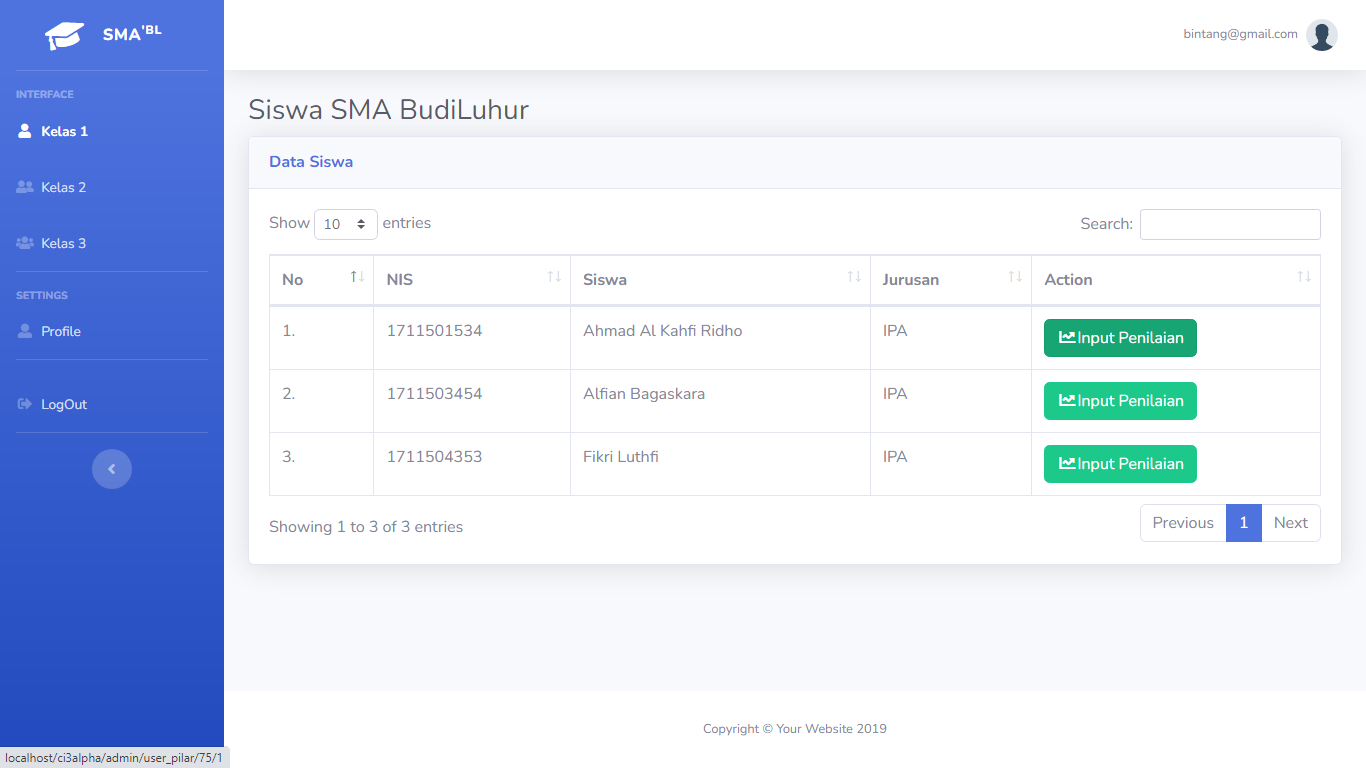 SMA'BL
bintang@gmail.com
INTERFACE
Kelas 1
Kelas 2
Kelas 3
SETTINGS
Profile
LogOut
Siswa SMA BudiLuhur
Data Siswa
Show 10 entries
Search:
No NIS Siswa Jurusan Action
1. 1711501534 Ahmad Al Kahfi Ridho IPA Input Penilaian
2. 1711503454 Alfian Bagaskara IPA Input Penilaian
3. 1711504353 Fikri Luthfi IPA Input Penilaian
Showing 1 to 3 of 3 entries
Previous 1 Next
Copyright © Your Website 2019
localhost/ci3alpha/admin/user_pilar/75/1